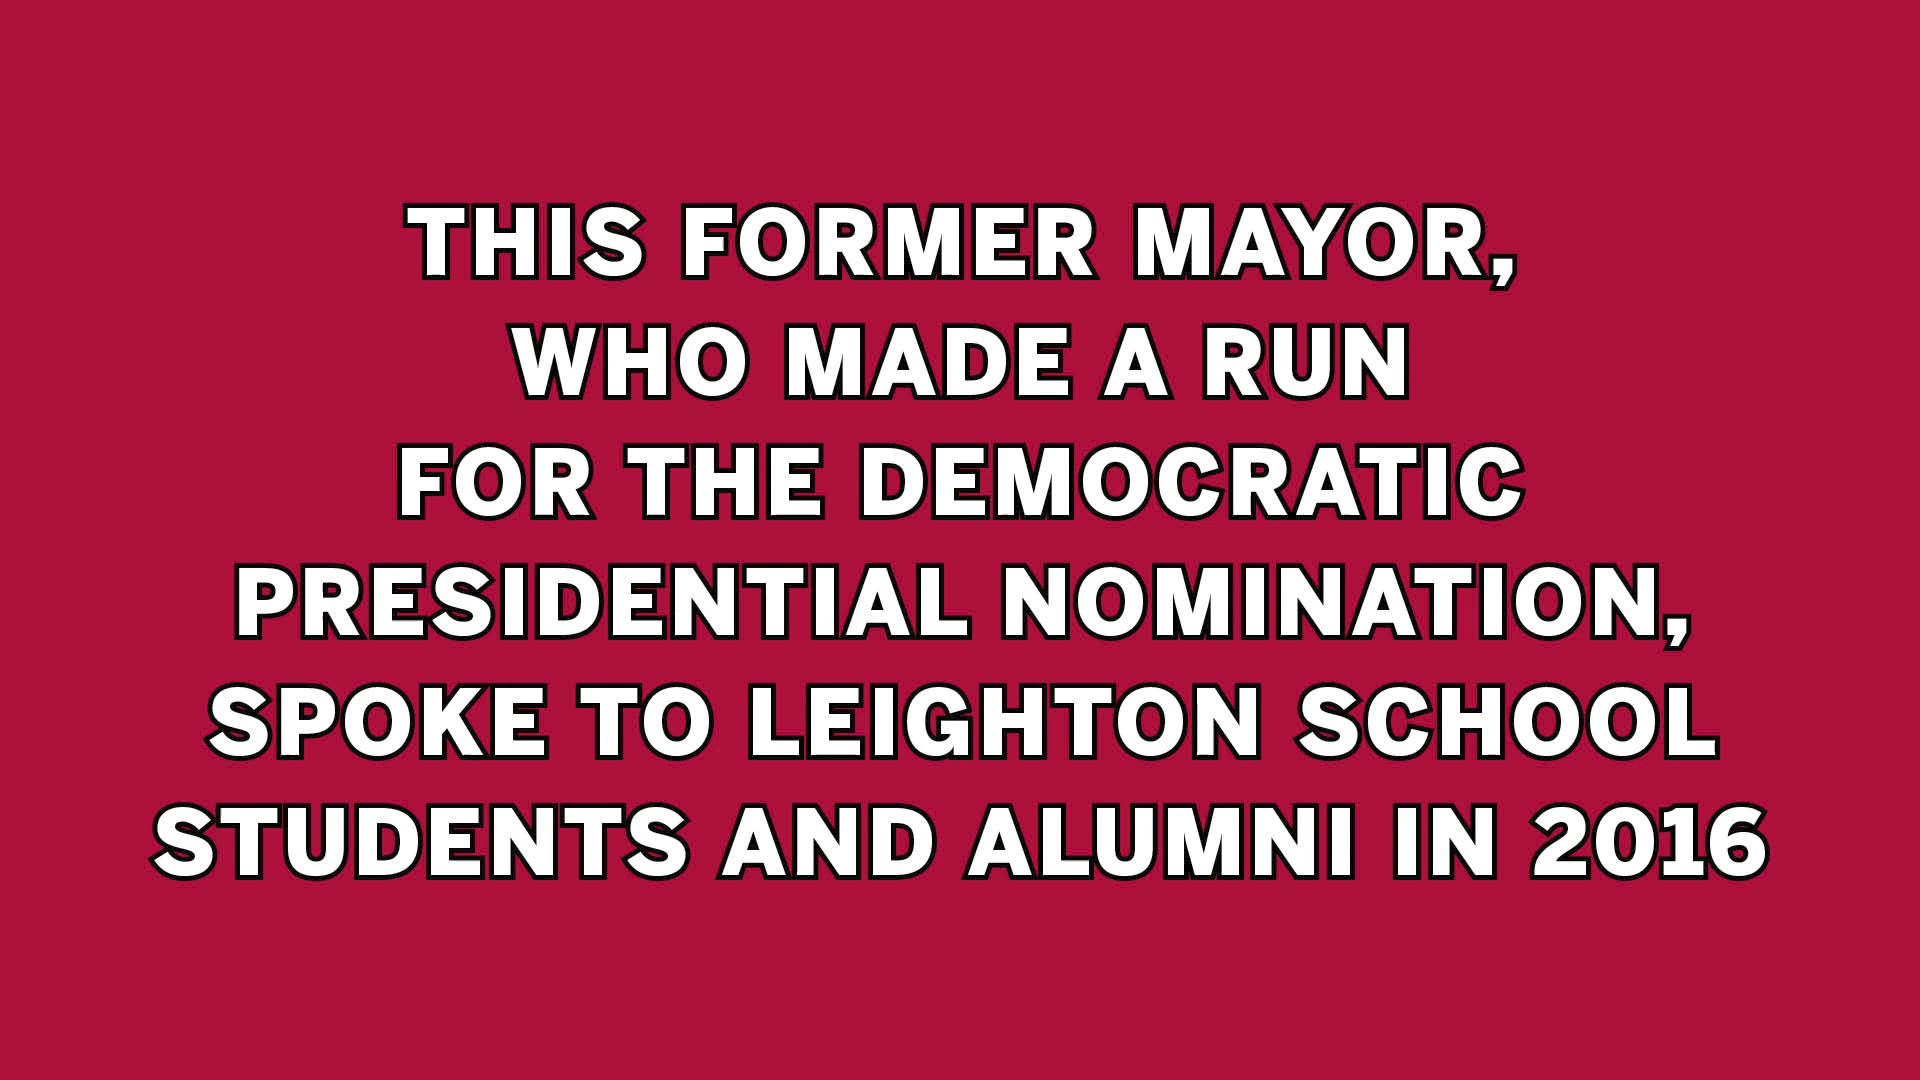 THIS FORMER MAYOR,
WHO MADE A RUN
FOR THE DEMOCRATIC
PRESIDENTIAL NOMINATION,
SPOKE TO LEIGHTON SCHOOL
STUDENTS AND ALUMNI IN 2016